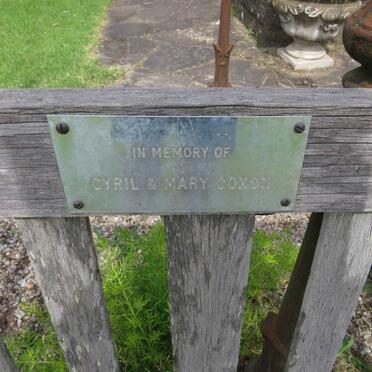 IN MEMORY OF
CYRIL & MARY COXON